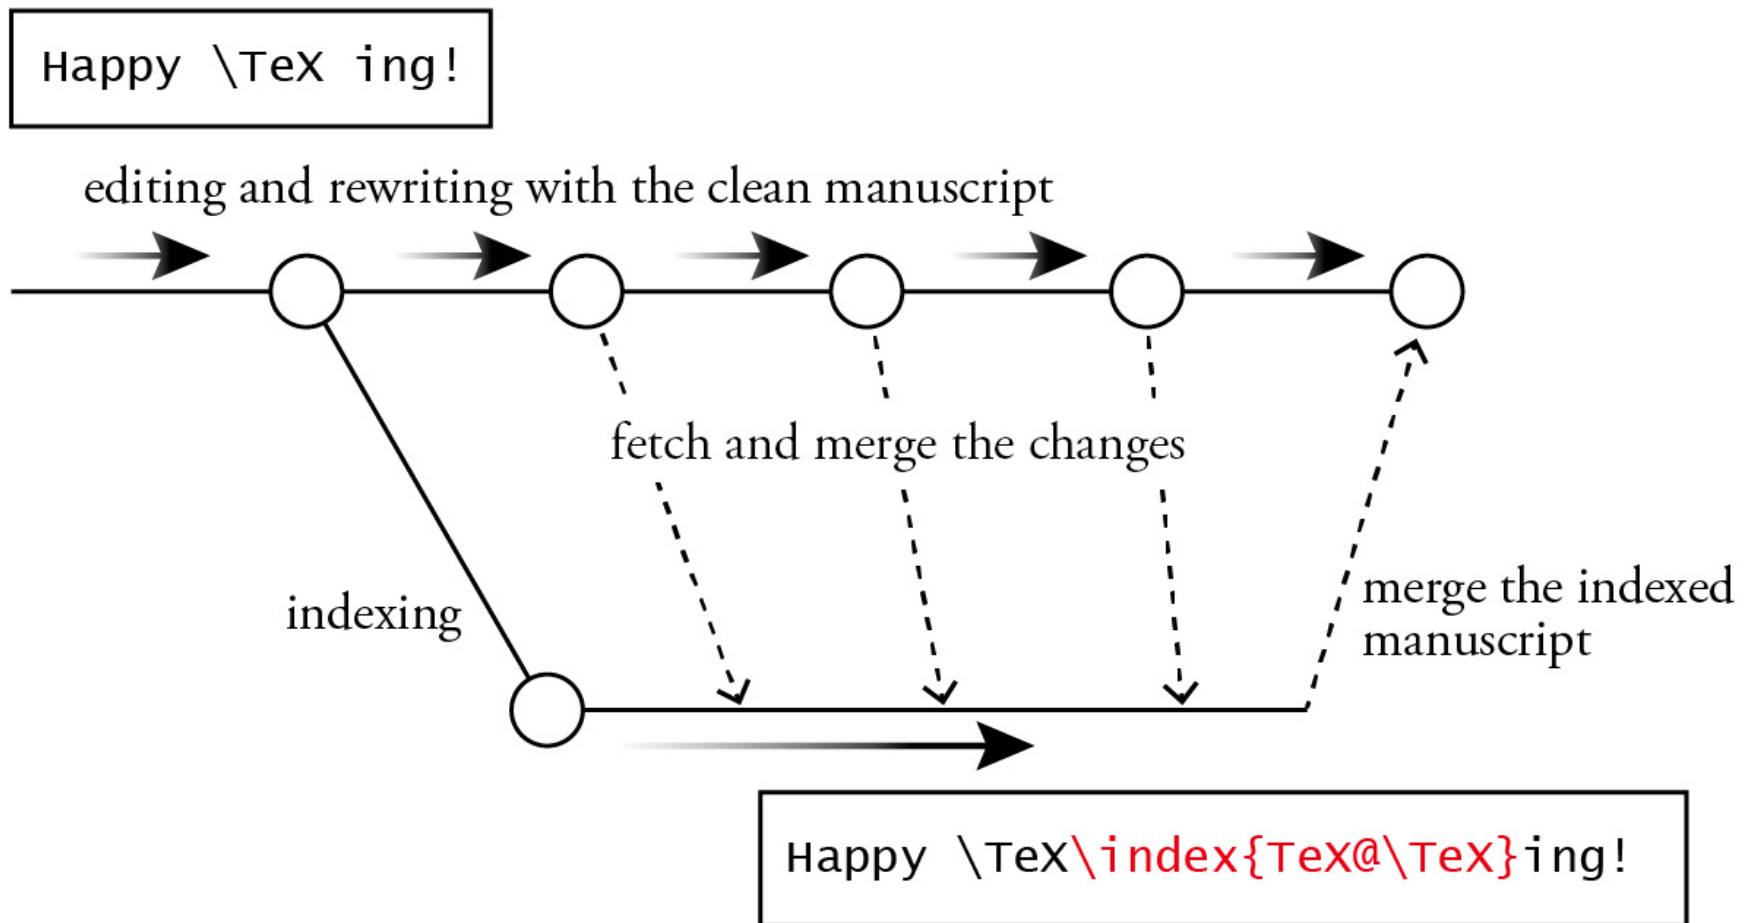 Happy \TeX ing!
editing and rewriting with the clean manuscript
fetch and merge the changes
indexing
merge the indexed
manuscript
Happy \TeX\index{TeX@\TeX}ing!